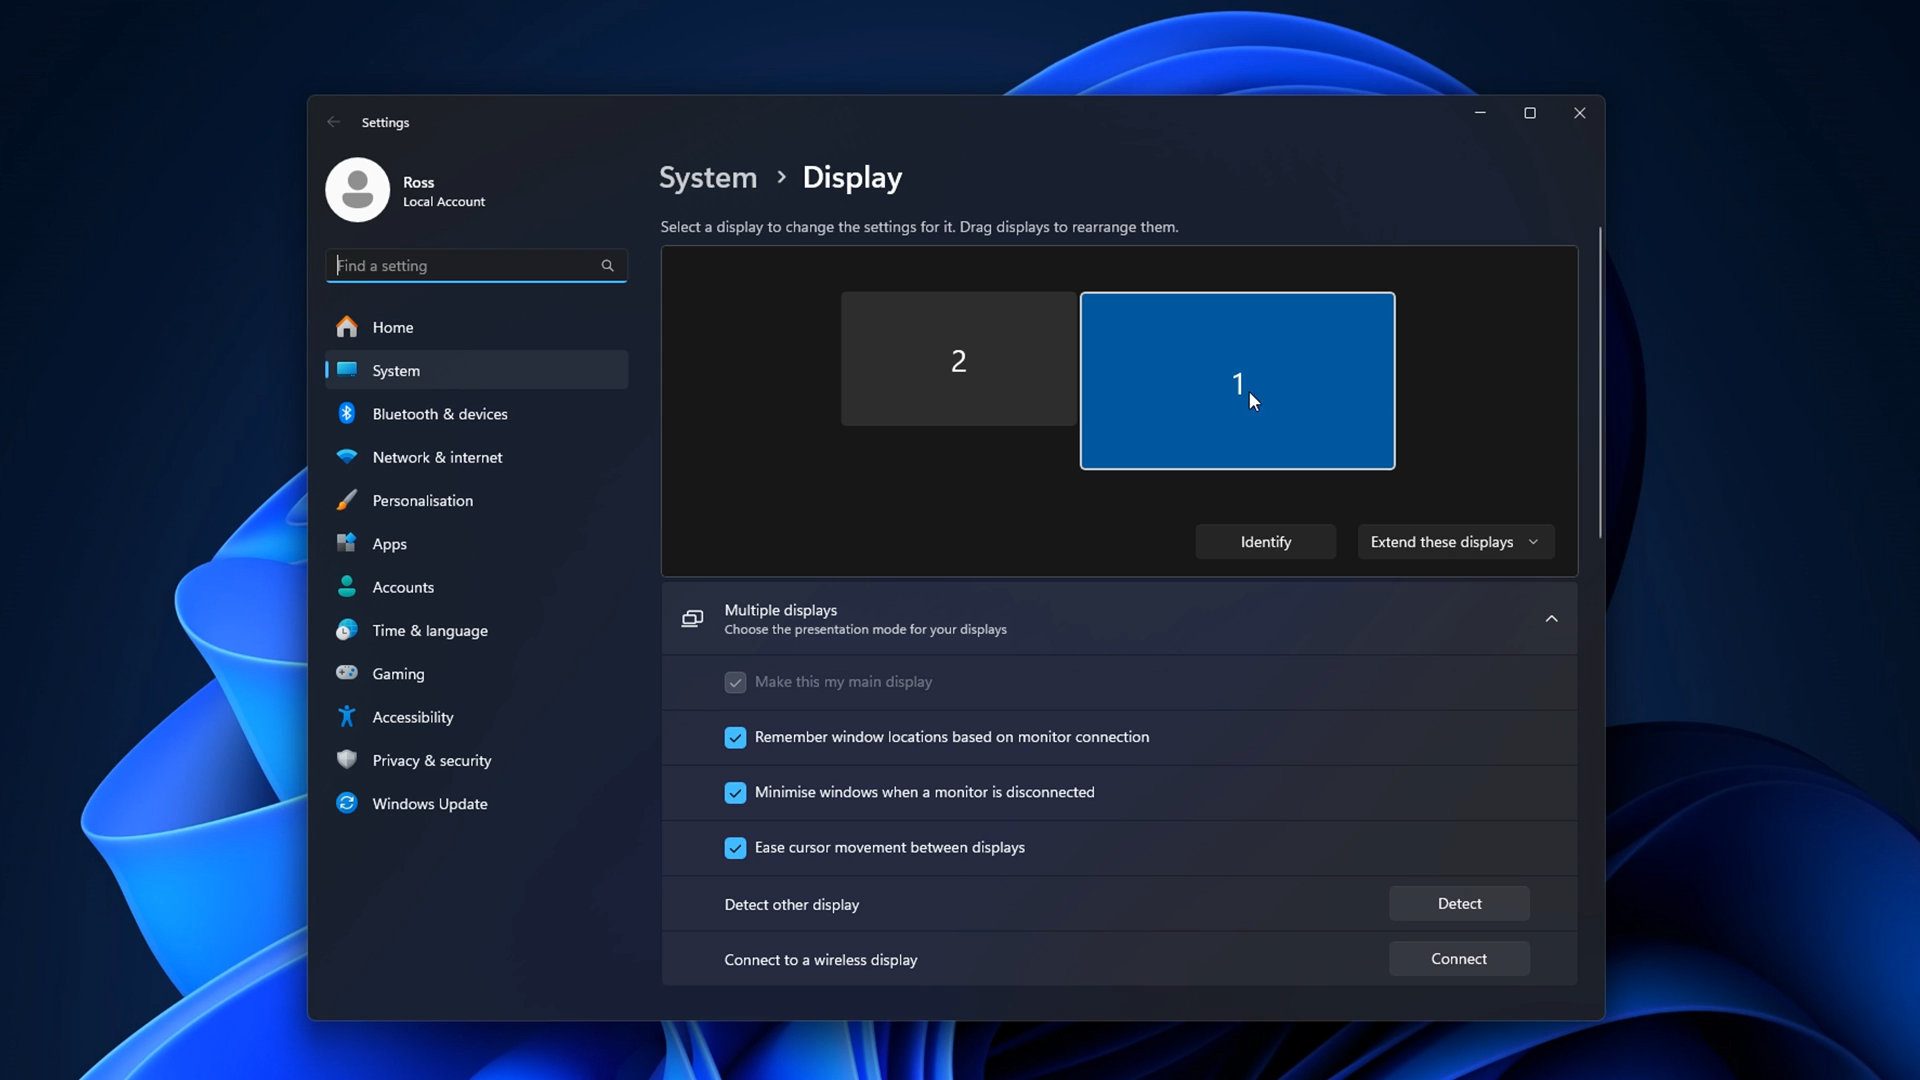 Settings
Ross
Local Account
Find a setting
Home
System
Bluetooth & devices
Network & internet
Personalisation
Apps
Accounts
Time & language
Gaming
Accessibility
Privacy & security
Windows Update
System > Display
Select a display to change the settings for it. Drag displays to rearrange them.
2
1
Identify
Extend these displays
Multiple displays
Choose the presentation mode for your displays
Make this my main display
Remember window locations based on monitor connection
Minimise windows when a monitor is disconnected
Ease cursor movement between displays
Detect other display
Detect
Connect to a wireless display
Connect